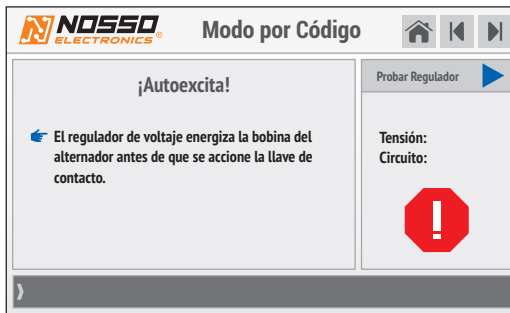 NOSSO
ELECTRONICS®
Modo por Código
¡Autoexcita!
El regulador de voltaje energiza la bobina del
alternador antes de que se accione la llave de
contacto.
Probar Regulador
Tensión:
Circuito:
!